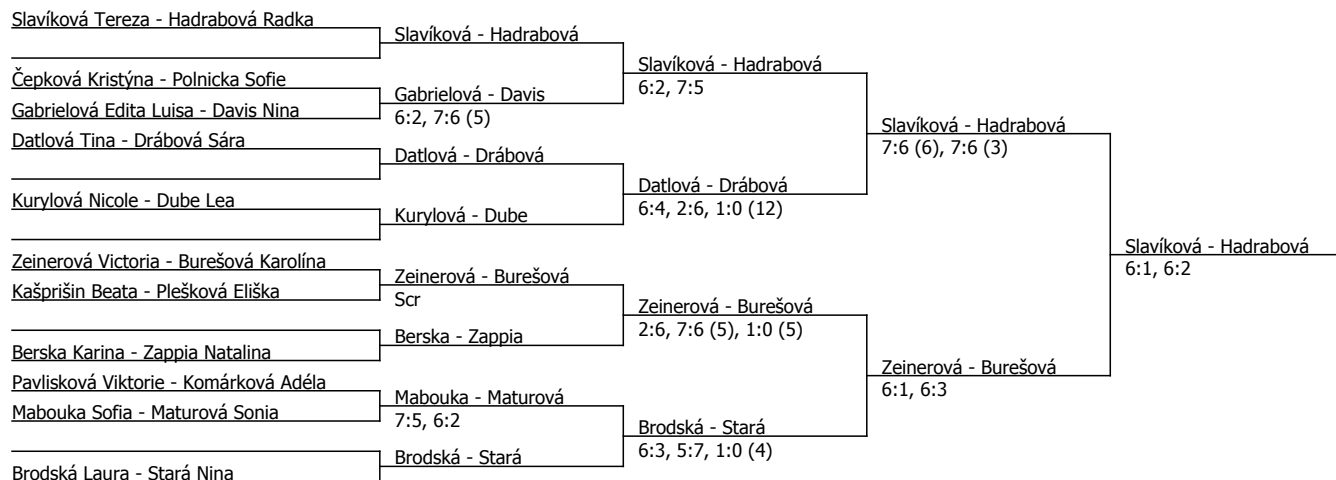 Slavíková Tereza - Hadrabová Radka
Čepková Kristýna - Polnicka Sofie
Gabrielová Edita Luisa - Davis Nina
Datlová Tina - Drábová Sára
Kurylová Nicole - Dube Lea
Zeinerová Victoria - Burešová Karolína
Kašprišin Beata - Plešková Eliška
Berska Karina - Zappia Natalina
Pavlisková Viktorie - Komárková Adéla
Mabouka Sofia - Maturová Sonia
Brodská Laura - Stará Nina
Slavíková - Hadrabová
Gabrielová - Davis
6:2, 7:6 (5)
Datlová - Drábová
Kurylová - Dube
Zeinerová - Burešová
Scr
Berska - Zappia
Mabouka - Maturová
7:5, 6:2
Brodská - Stará
Slavíková - Hadrabová
6:2, 7:5
Datlová - Drábová
6:4, 2:6, 1:0 (12)
Zeinerová - Burešová
2:6, 7:6 (5), 1:0 (5)
Brodská - Stará
6:3, 5:7, 1:0 (4)
Slavíková - Hadrabová
7:6 (6), 7:6 (3)
Zeinerová - Burešová
6:1, 6:3
Slavíková - Hadrabová
6:1, 6:2